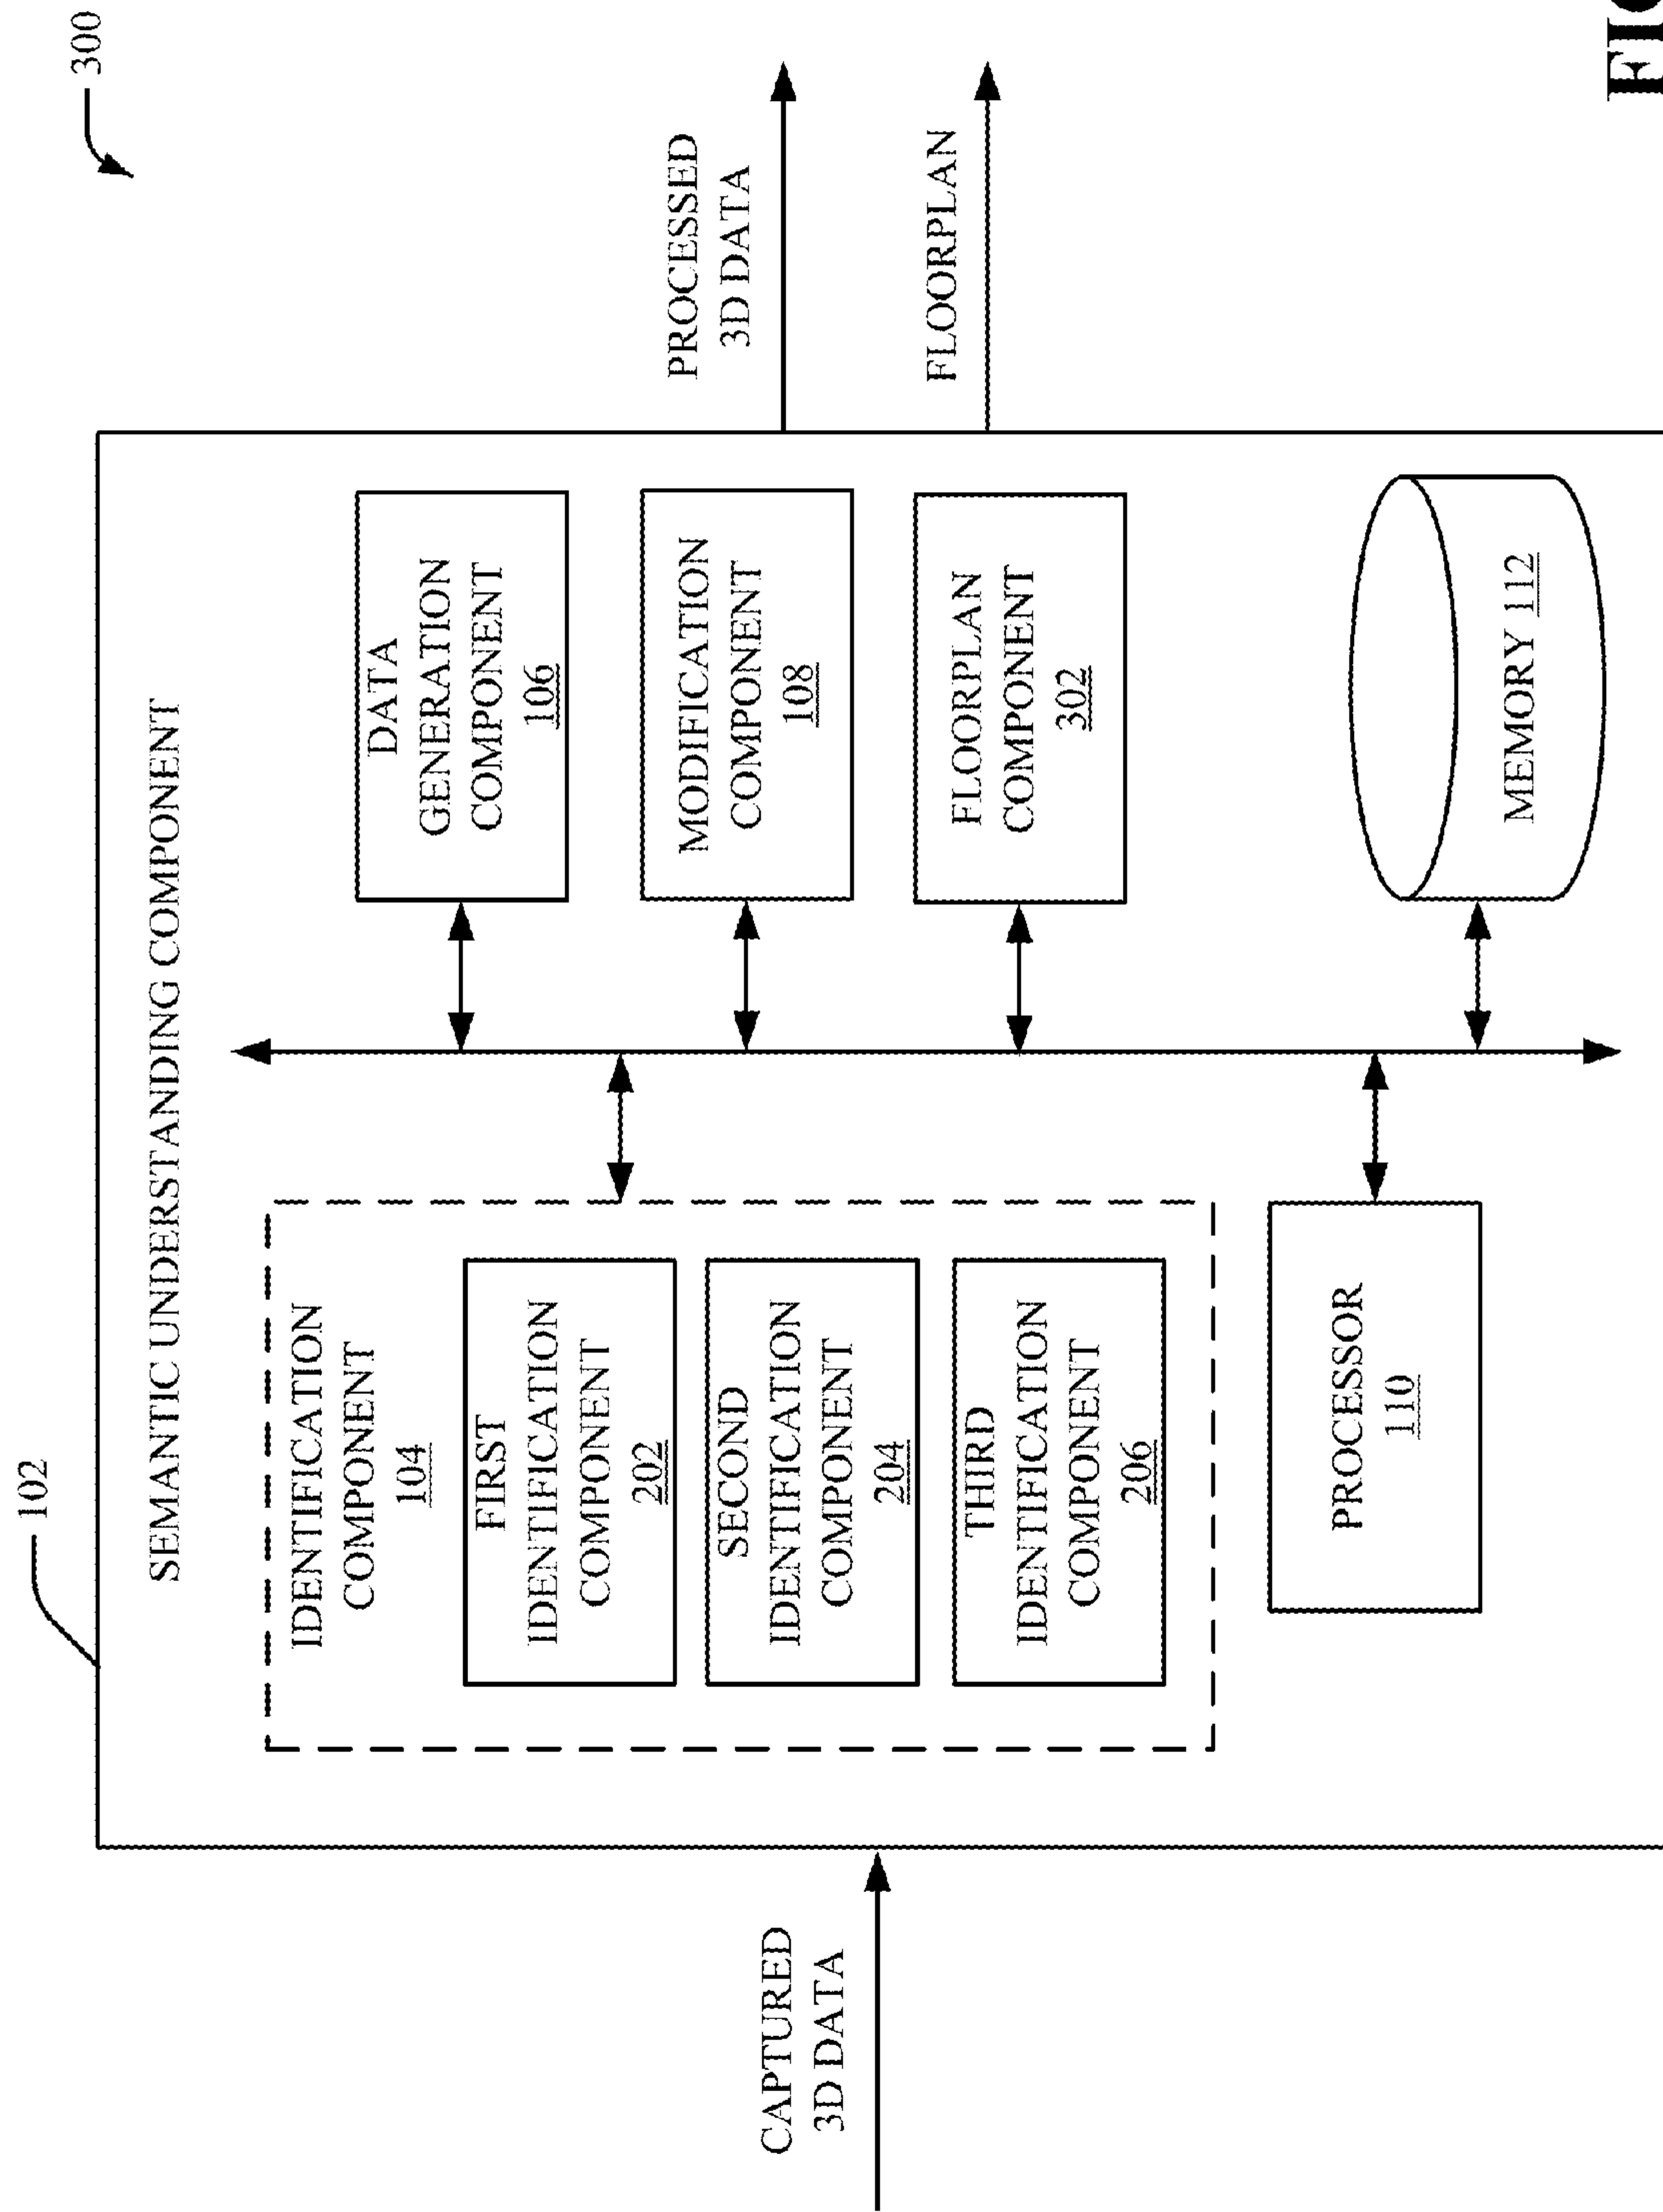 300
102
SEMANTIC UNDERSTANDING COMPONENT
CAPTURED
3D DATA
IDENTIFICATION
COMPONENT
104
FIRST
IDENTIFICATION
COMPONENT
202
SECOND
IDENTIFICATION
COMPONENT
204
THIRD
IDENTIFICATION
COMPONENT
206
PROCESSOR
110
DATA
GENERATION
COMPONENT
106
MODIFICATION
COMPONENT
108
FLOORPLAN
COMPONENT
302
MEMORY 112
PROCESSED
3D DATA
FLOORPLAN